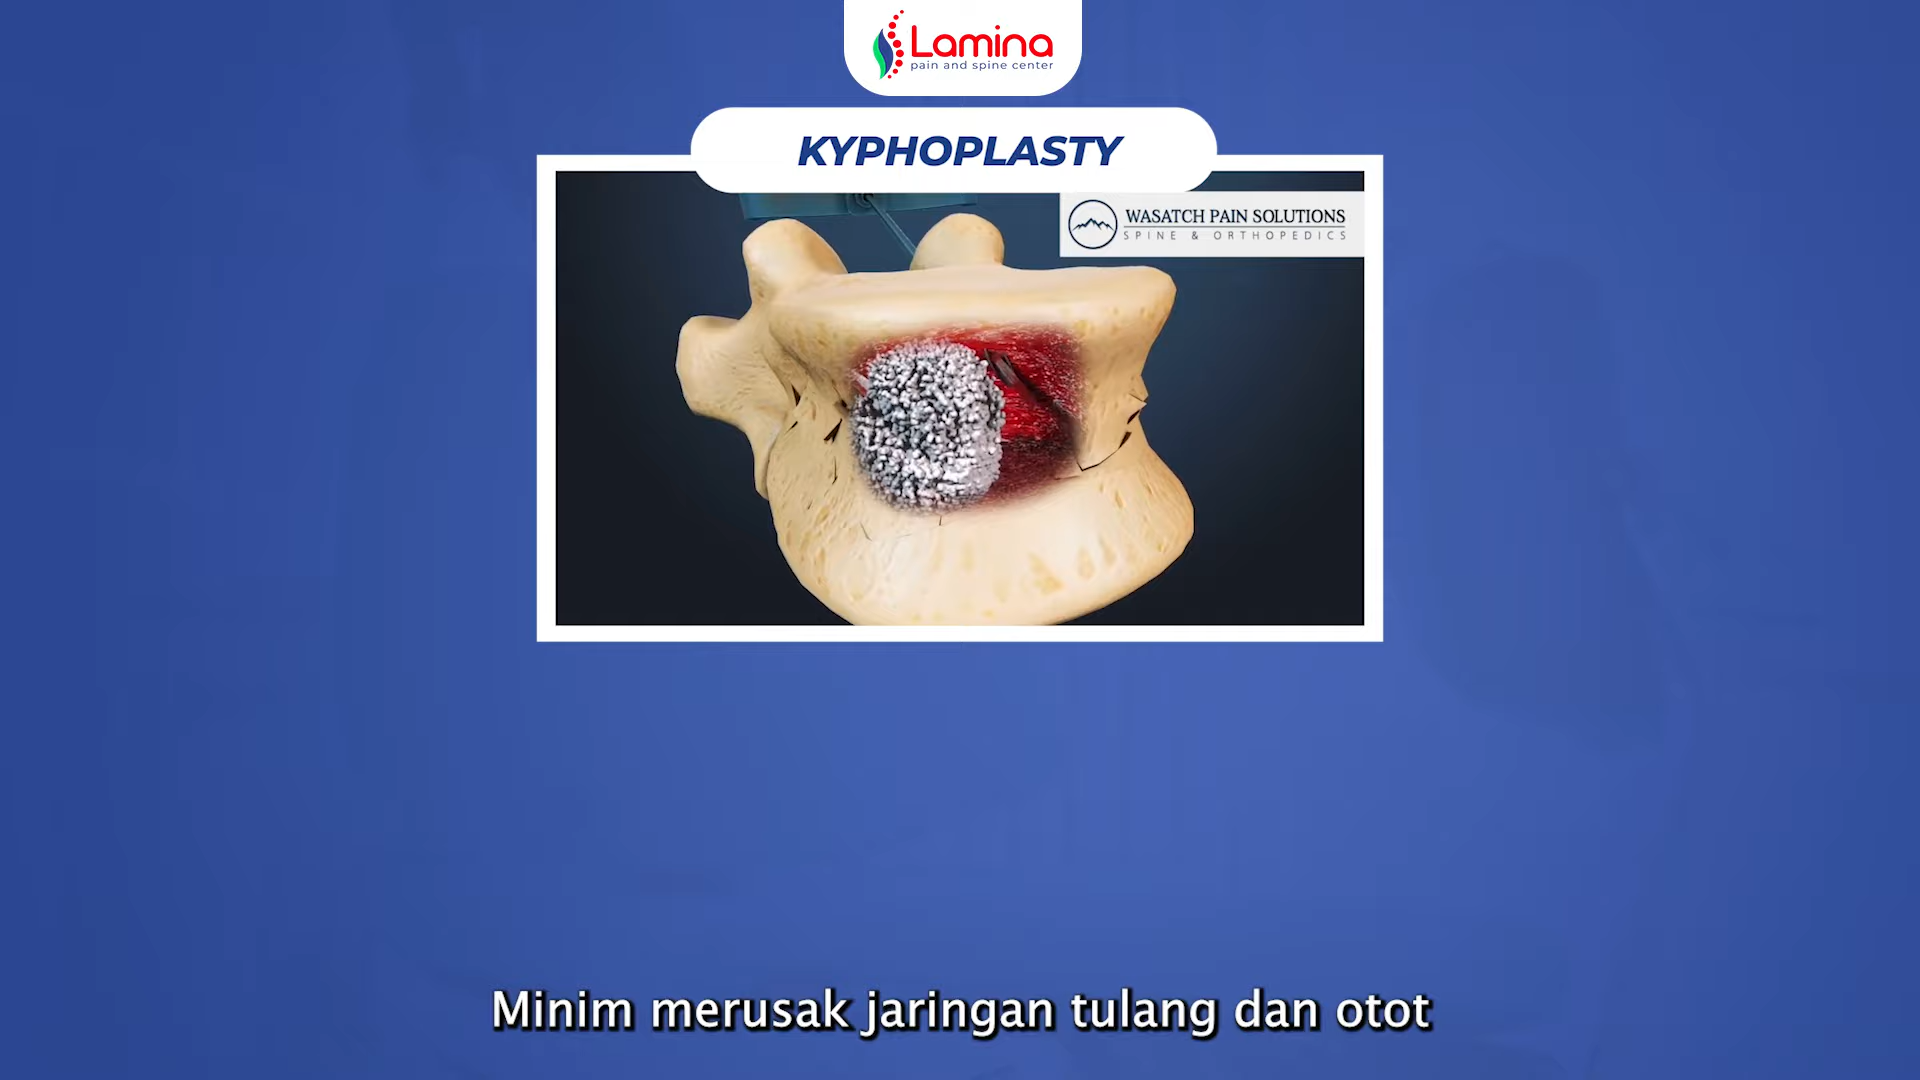 Lamina
pain and spine center
KYPHOPLASTY
WASATCH PAIN SOLUTIONS
SPINE & ORTHOPEDICS
Minim merusak jaringan tulang dan otot